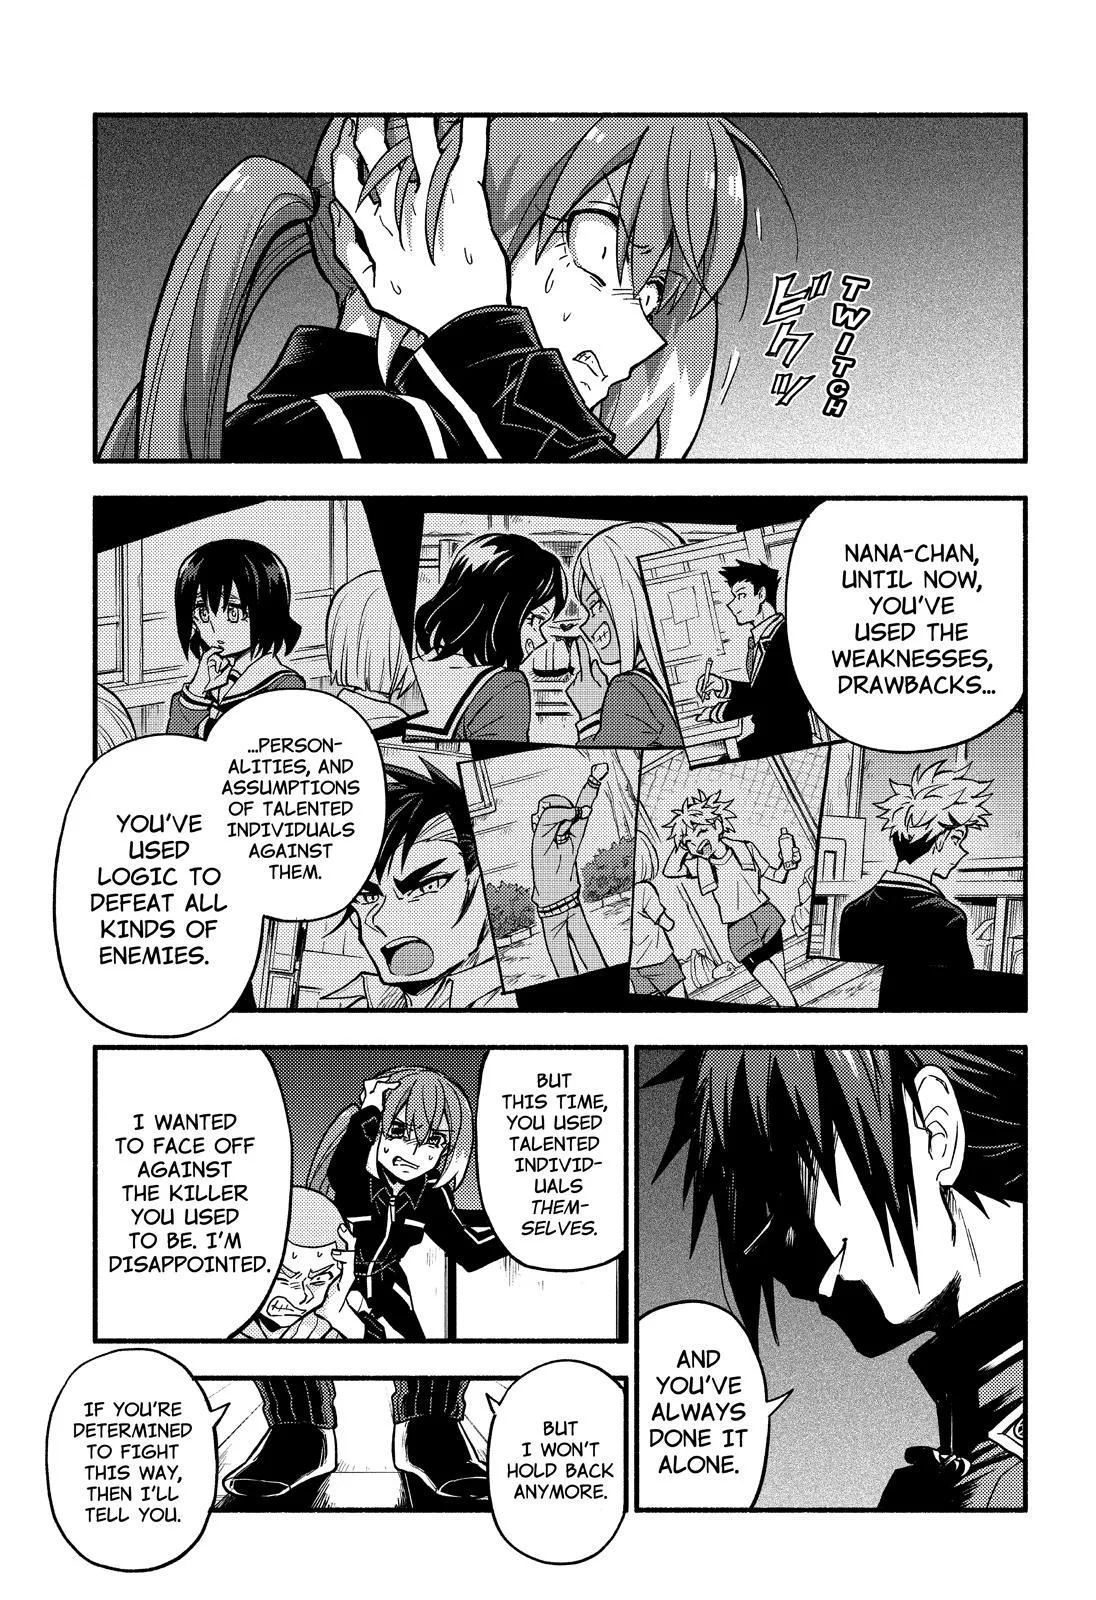 TWITCH
ビクッ
NANA-CHAN,
UNTIL NOW,
YOU'VE
USED THE
WEAKNESSES,
DRAWBACKS...
...PERSON-
ALITIES, AND
ASSUMPTIONS
OF TALENTED
INDIVIDUALS
AGAINST
THEM.
YOU'VE
USED
LOGIC TO
DEFEAT ALL
KINDS OF
ENEMIES.
AND
YOU'VE
ALWAYS
DONE IT
ALONE.
BUT
THIS TIME,
YOU USED
TALENTED
INDIVID-
UALS
THEM-
SELVES.
I WANTED
TO FACE OFF
AGAINST
THE KILLER
YOU USED
TO BE. I'M
DISAPPOINTED.
BUT
I WON'T
HOLD BACK
ANYMORE.
IF YOU'RE
DETERMINED
TO FIGHT
THIS WAY,
THEN I'LL
TELL YOU.